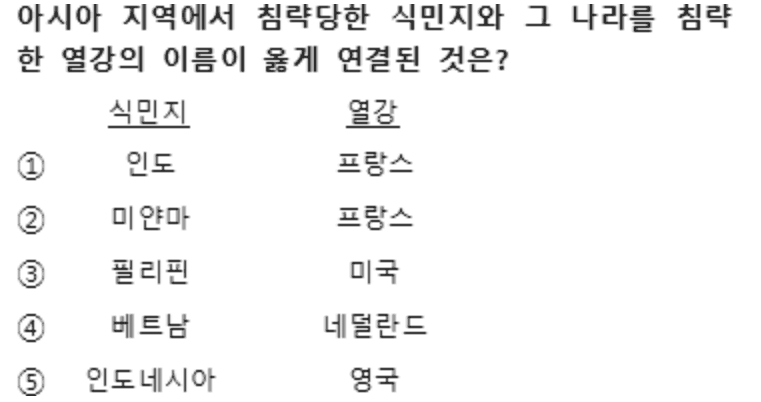 아시아 지역에서 침략당한 식민지와 그 나라를 침략
한 열강의 이름이 옳게 연결된 것은?
식민지 열강
① 인도 프랑스
② 미얀마 프랑스
③ 필리핀 미국
④ 베트남 네덜란드
⑤ 인도네시아 영국